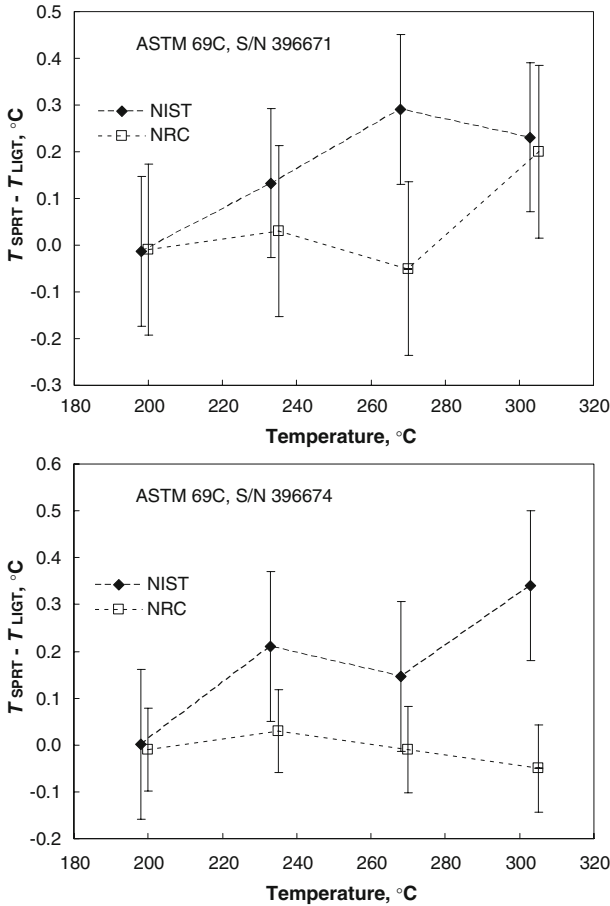 ASTM 69C, S/N 396671
NIST
NRC
T SPRT - T LIGT, °C
0.5
0.4
0.3
0.2
0.1
0.0
-0.1
-0.2
-0.3
180 200 220 240 260 280 300 320
Temperature, °C
ASTM 69C, S/N 396674
NIST
NRC
T SPRT - T LIGT, °C
0.6
0.5
0.4
0.3
0.2
0.1
0.0
-0.1
-0.2
180 200 220 240 260 280 300 320
Temperature, °C